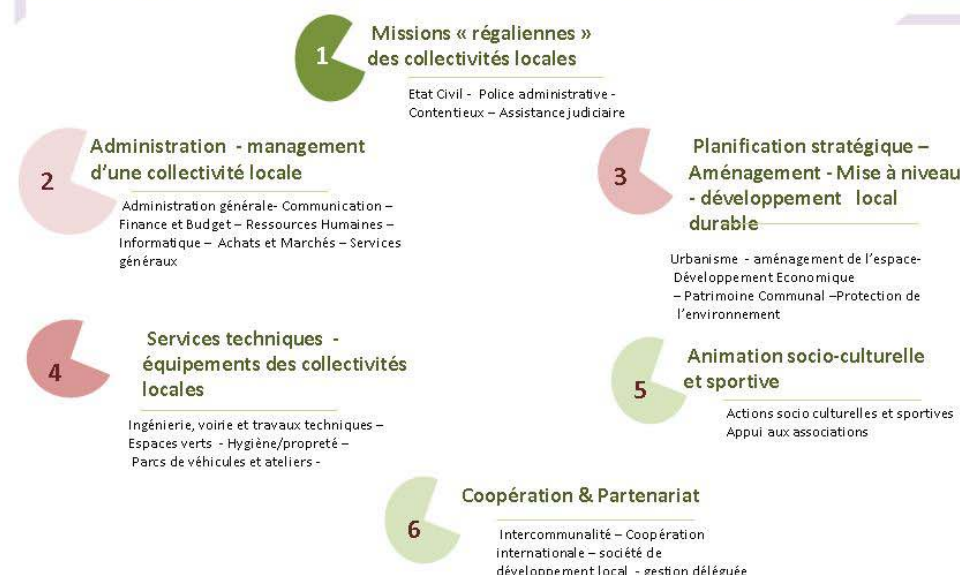 1
Missions « régaliennes »
des collectivités locales
Etat Civil - Police administrative -
Contentieux – Assistance judiciaire
2
Administration - management
d'une collectivité locale
Administration générale- Communication –
Finance et Budget – Ressources Humaines –
Informatique – Achats et Marchés – Services
généraux
3
Planification stratégique –
Aménagement - Mise à niveau
- développement local
durable
Urbanisme - aménagement de l'espace-
Développement Economique
– Patrimoine Communal –Protection de
l'environnement
4
Services techniques -
équipements des collectivités
locales
Ingénierie, voirie et travaux techniques –
Espaces verts - Hygiène/propreté –
Parcs de véhicules et ateliers -
5
Animation socio-culturelle
et sportive
Actions socio culturelles et sportives
Appui aux associations
6
Coopération & Partenariat
Intercommunalité – Coopération
internationale – société de
développement local - gestion déléguée